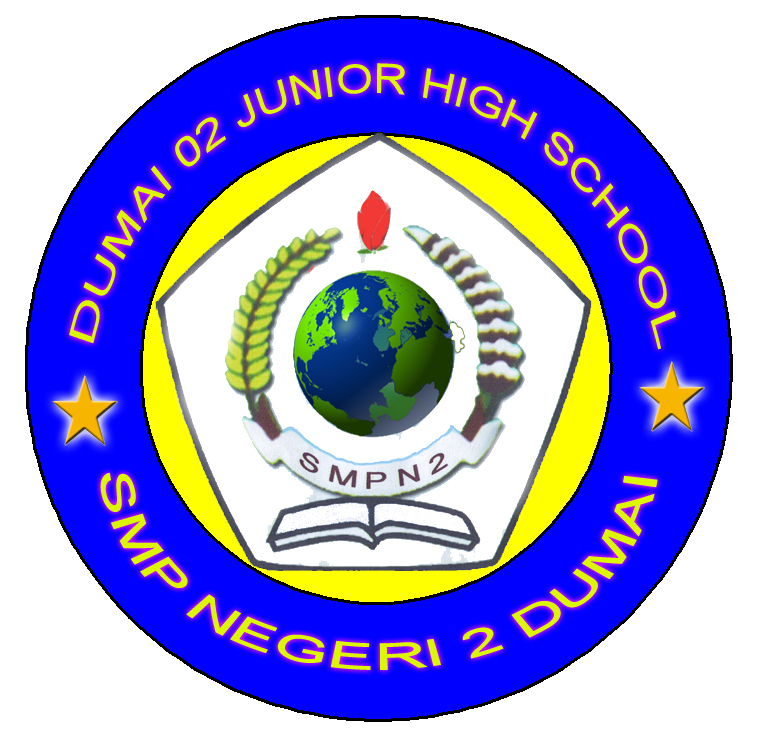 DUMAI 02 JUNIOR HIGH SCHOOL
SMPN2
SMP NEGERI 2 DUMAI